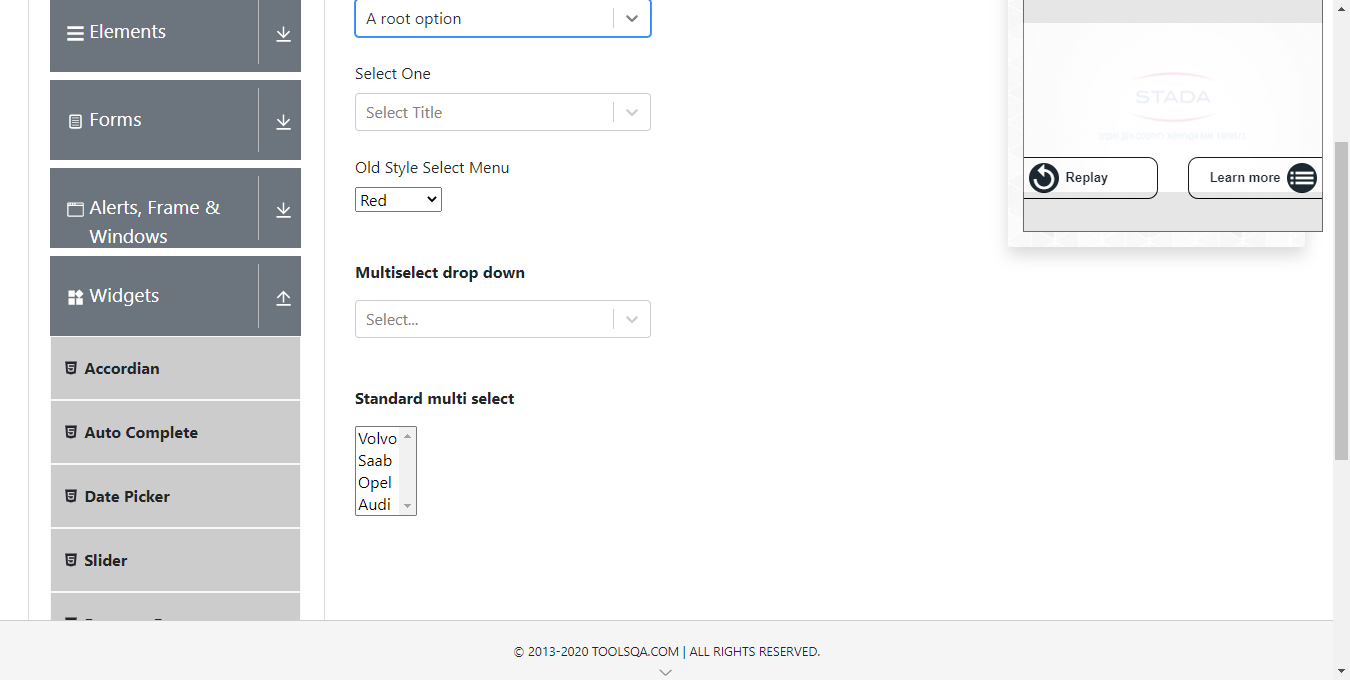 Elements
Forms
Alerts, Frame &
Windows
Widgets
Accordian
Auto Complete
Date Picker
Slider
A root option
Select One
Select Title
Old Style Select Menu
Red
Multiselect drop down
Select...
Standard multi select
Volvo
Saab
Opel
Audi
STADA
Replay
Learn more
© 2013-2020 TOOLSQA.COM | ALL RIGHTS RESERVED.